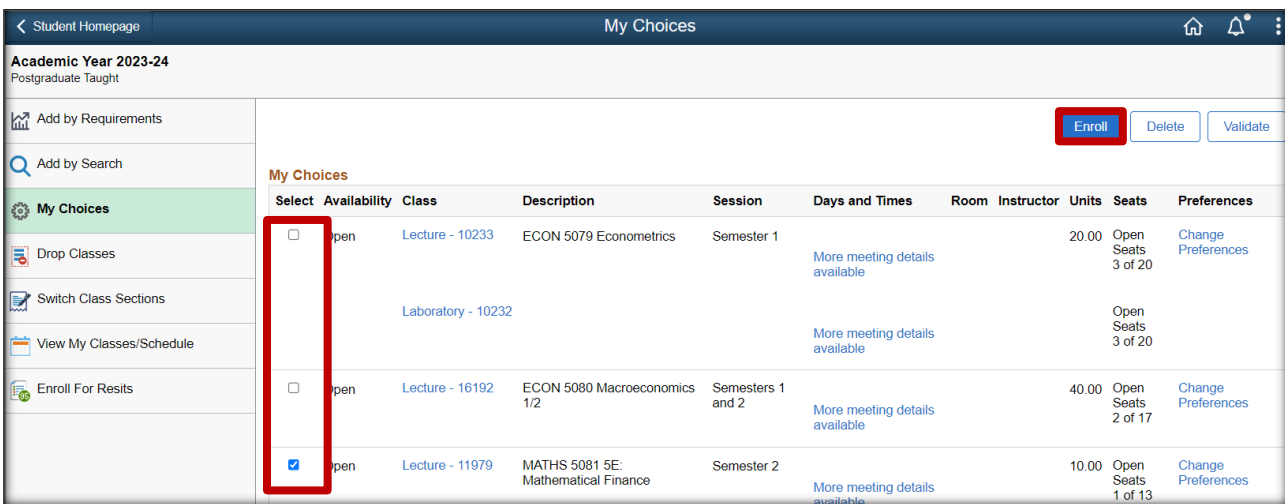 Student Homepage
My Choices
Academic Year 2023-24
Postgraduate Taught
Add by Requirements
Add by Search
My Choices
Drop Classes
Switch Class Sections
View My Classes/Schedule
Enroll For Resits
95
Enroll Delete Validate
My Choices
Select Availability Class Description Session Days and Times Room Instructor Units Seats Preferences
Open Lecture - 10233 ECON 5079 Econometrics Semester 1 20.00 Open Change
Seats Preferences
More meeting details
3 of 20
available
Laboratory - 10232 Open
Seats
More meeting details
3 of 20
available
Open Lecture - 16192 ECON 5080 Macroeconomics Semesters 1 40.00 Open Change
1/2 and 2 Seats Preferences
More meeting details
2 of 17
available
Open Lecture - 11979 MATHS 5081 5E: Semester 2 10.00 Open Change
Mathematical Finance Seats Preferences
More meeting details
1 of 13
available